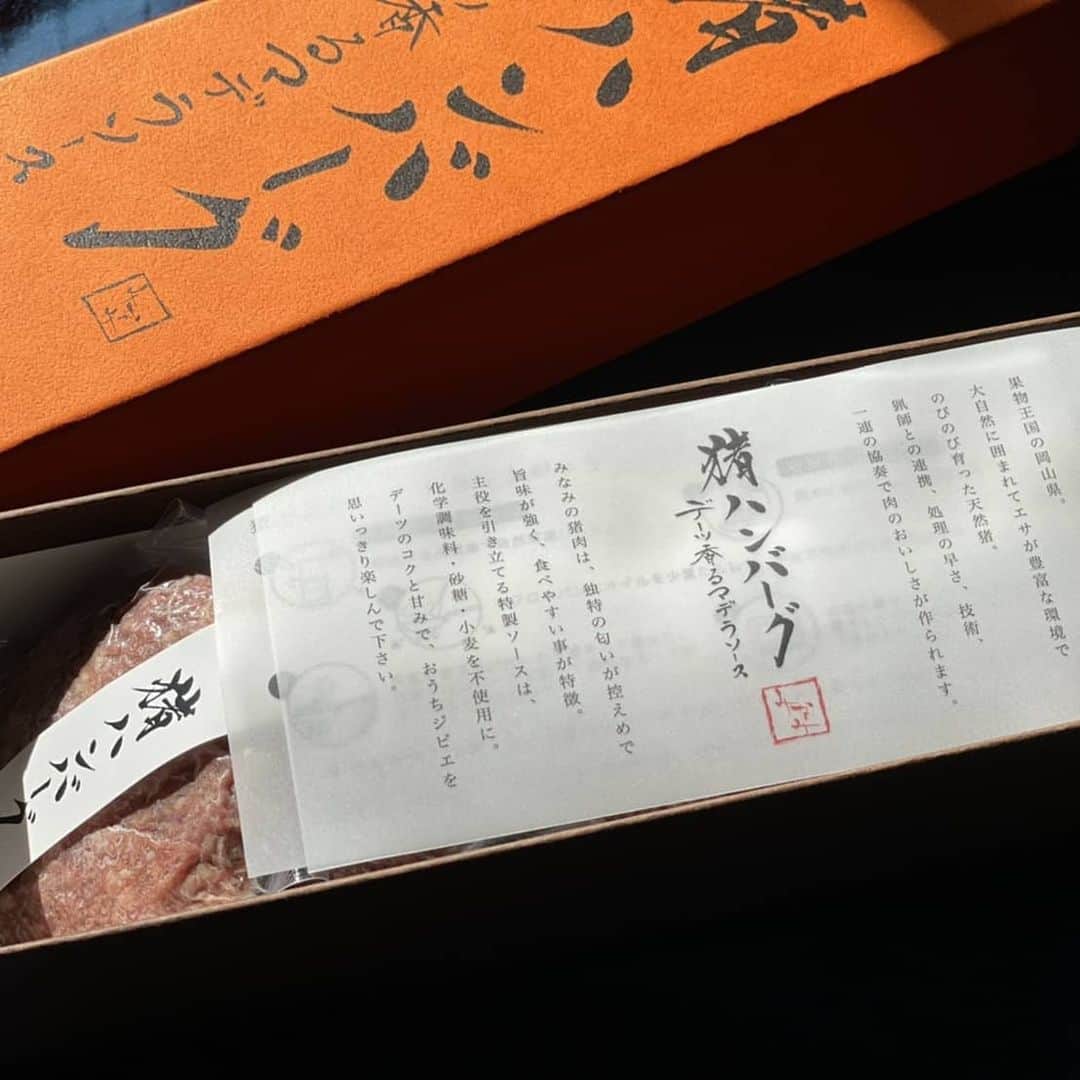 猪ハンバーグ
香るマデラソース
みなみ
果物王国の岡山県。
大自然に囲まれてエサが豊富な環境で
のびのび育った天然猪。
猟師との連携、処理の早さ、技術、
一連の協奏で肉のおいしさが作られます。
猪ハンバーグ
デーツ香るマデラソース
みなみ
みなみの猪肉は、独特の匂いが控えめで
旨味が強く、食べやすい事が特徴。
主役を引き立てる特製ソースは、
化学調味料・砂糖・小麦を不使用に。
デーツのコクと甘みで、おうちジビエを
思いっきり楽しんで下さい。
猪ハンバーグ